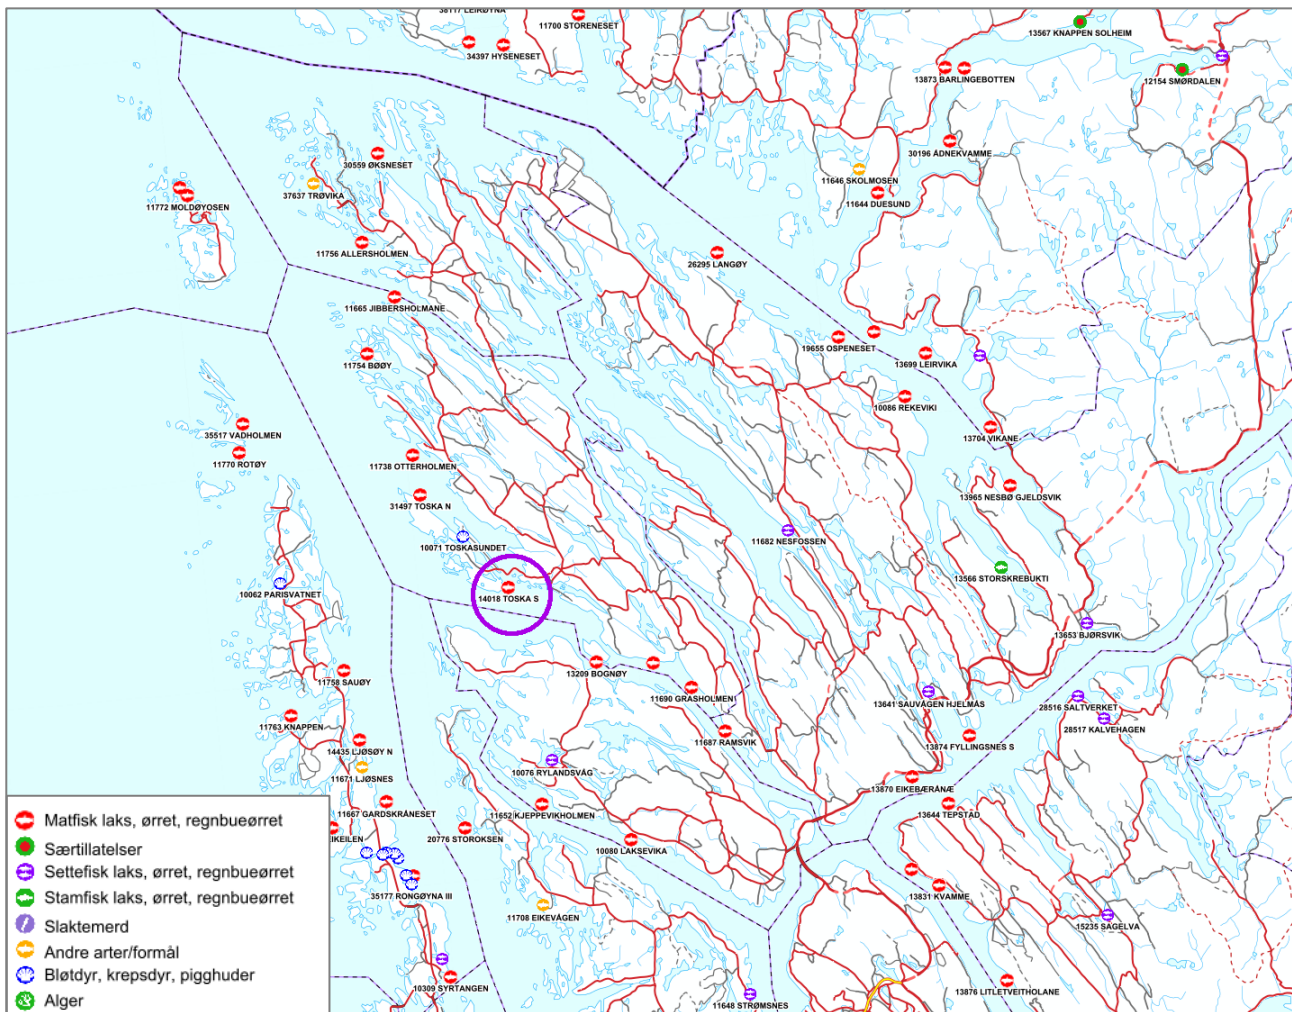 38117 LEIRØYNA
11700 STORENESET
13567 KNAPPEN SOLHEIM
34397 HYSENESET
13873 BARLINGEBOTTEN
12154 SMØRDALEN
30196 ÅDNEKVAMME
30559 ØKSNESET
11646 SKOLMOSEN
37637 TRØVIKA
11644 DUESUND
11772 MOLDØYOSEN
11756 ALLERSHOLMEN
26295 LANGØY
11665 JIBBERSHOLMANE
19655 OSPENESET
13699 LEIRVIKA
11754 BØØY
10086 REKEVIKI
35517 VADHOLMEN
13704 VIKANE
11770 ROTØY
11738 OTTERHOLMEN
13965 NESBØ GJELDSVIK
31497 TOSKA N
11682 NESFOSSEN
10071 TOSKASUNDET
13566 STORSKREBUKTI
10062 PARISVATNET
14018 TOSKA S
13653 BJØRSVIK
13209 BOGNØY
11758 SAUØY
11690 GRASHOLMEN
13641 SAUVÅGEN HJELMÅS
28516 SALTVERKET
11763 KNAPPEN
28517 KALVEHAGEN
11687 RAMSVIK
14435 LJØSØY N
13874 FYLLINGSNES S
10076 RYLANDSVÅG
11671 LJØSNES
13870 EIKEBÆRÅNÆ
11667 GARDSKRÅNESET
11652 KJEPPEVIKHOLMEN
13644 TEPSTAD
EIKEILEN
20776 STOROKSEN
10080 LAKSEVIKA
35177 RONGØYNA III
13831 KVAMME
11708 EIKEVÅGEN
15235 SAGELVA
10309 SYRTANGEN
13876 LITLETVEITHOLANE
11648 STRØMSNES
Matfisk laks, ørret, regnbueørret
Særtillatelser
Settefisk laks, ørret, regnbueørret
Stamfisk laks, ørret, regnbueørret
Slaktemerd
Andre arter/formål
Bløtdyr, krepsdyr, pigghuder
Alger